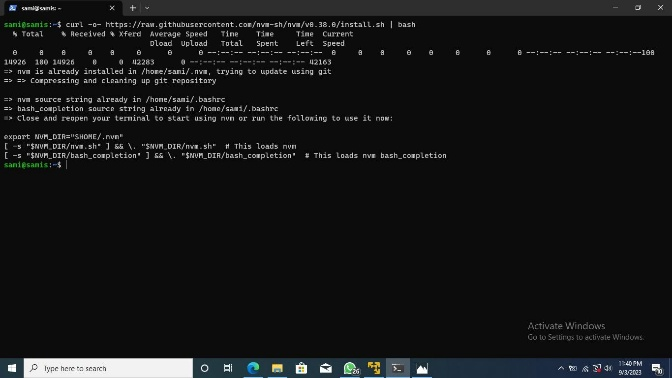 sami@samis: ~
sami@samis:~$ curl -o- https://raw.githubusercontent.com/nvm-sh/nvm/v0.38.0/install.sh | bash
% Total % Received % Xferd Average Speed Time Time Time Current
Dload Upload Total Spent Left Speed
0 0 0 0 0 0 0 0 --:--:-- --:--:-- --:--:-- 0 0 0 0 0 0 0 0 --:--:-- --:--:-- --:--:--100
14926 100 14926 0 0 42283 0 --:--:-- --:--:-- --:--:-- 42163
=> nvm is already installed in /home/sami/.nvm, trying to update using git
=> => Compressing and cleaning up git repository
=> nvm source string already in /home/sami/.bashrc
=> bash_completion source string already in /home/sami/.bashrc
=> Close and reopen your terminal to start using nvm or run the following to use it now:
export NVM_DIR="$HOME/.nvm"
[ -s "$NVM_DIR/nvm.sh" ] && \. "$NVM_DIR/nvm.sh" # This loads nvm
[ -s "$NVM_DIR/bash_completion" ] && \. "$NVM_DIR/bash_completion" # This loads nvm bash_completion
sami@samis:~$
Activate Windows
Go to Settings to activate Windows.
Type here to search
26
11:40 PM
9/3/2023